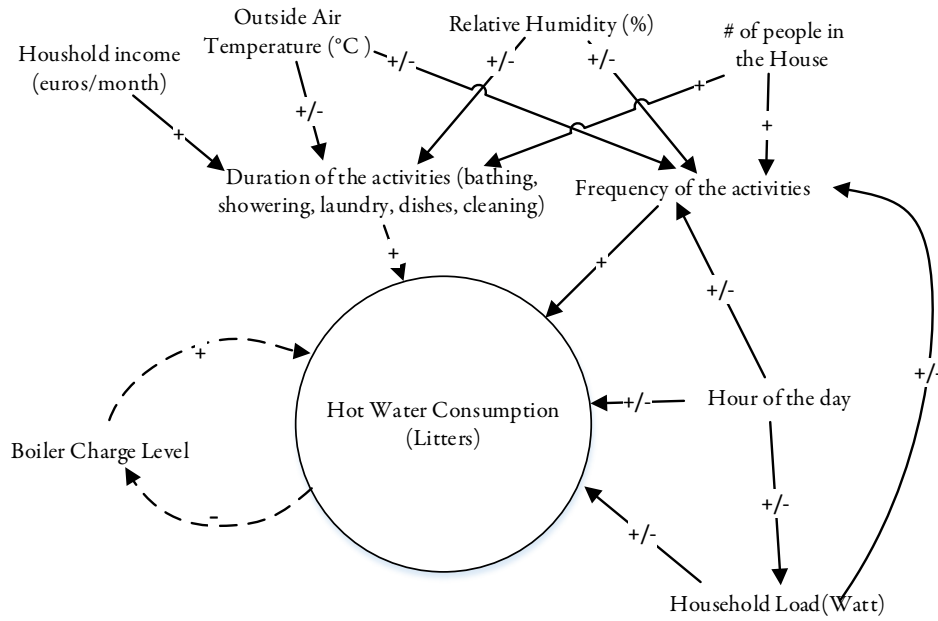 Outside Air
Temperature (°C )
Relative Humidity (%)
# of people in
the House
Houshold income
(euros/month)
+/-
+/-
+/-
+
+/-
+
+
Duration of the activities (bathing,
showering, laundry, dishes, cleaning)
Frequency of the activities
+
+
+/-
+
+/-
Hot Water Consumption
(Litters)
+/-
Hour of the day
Boiler Charge Level
+/-
-
+/-
Household Load(Watt)